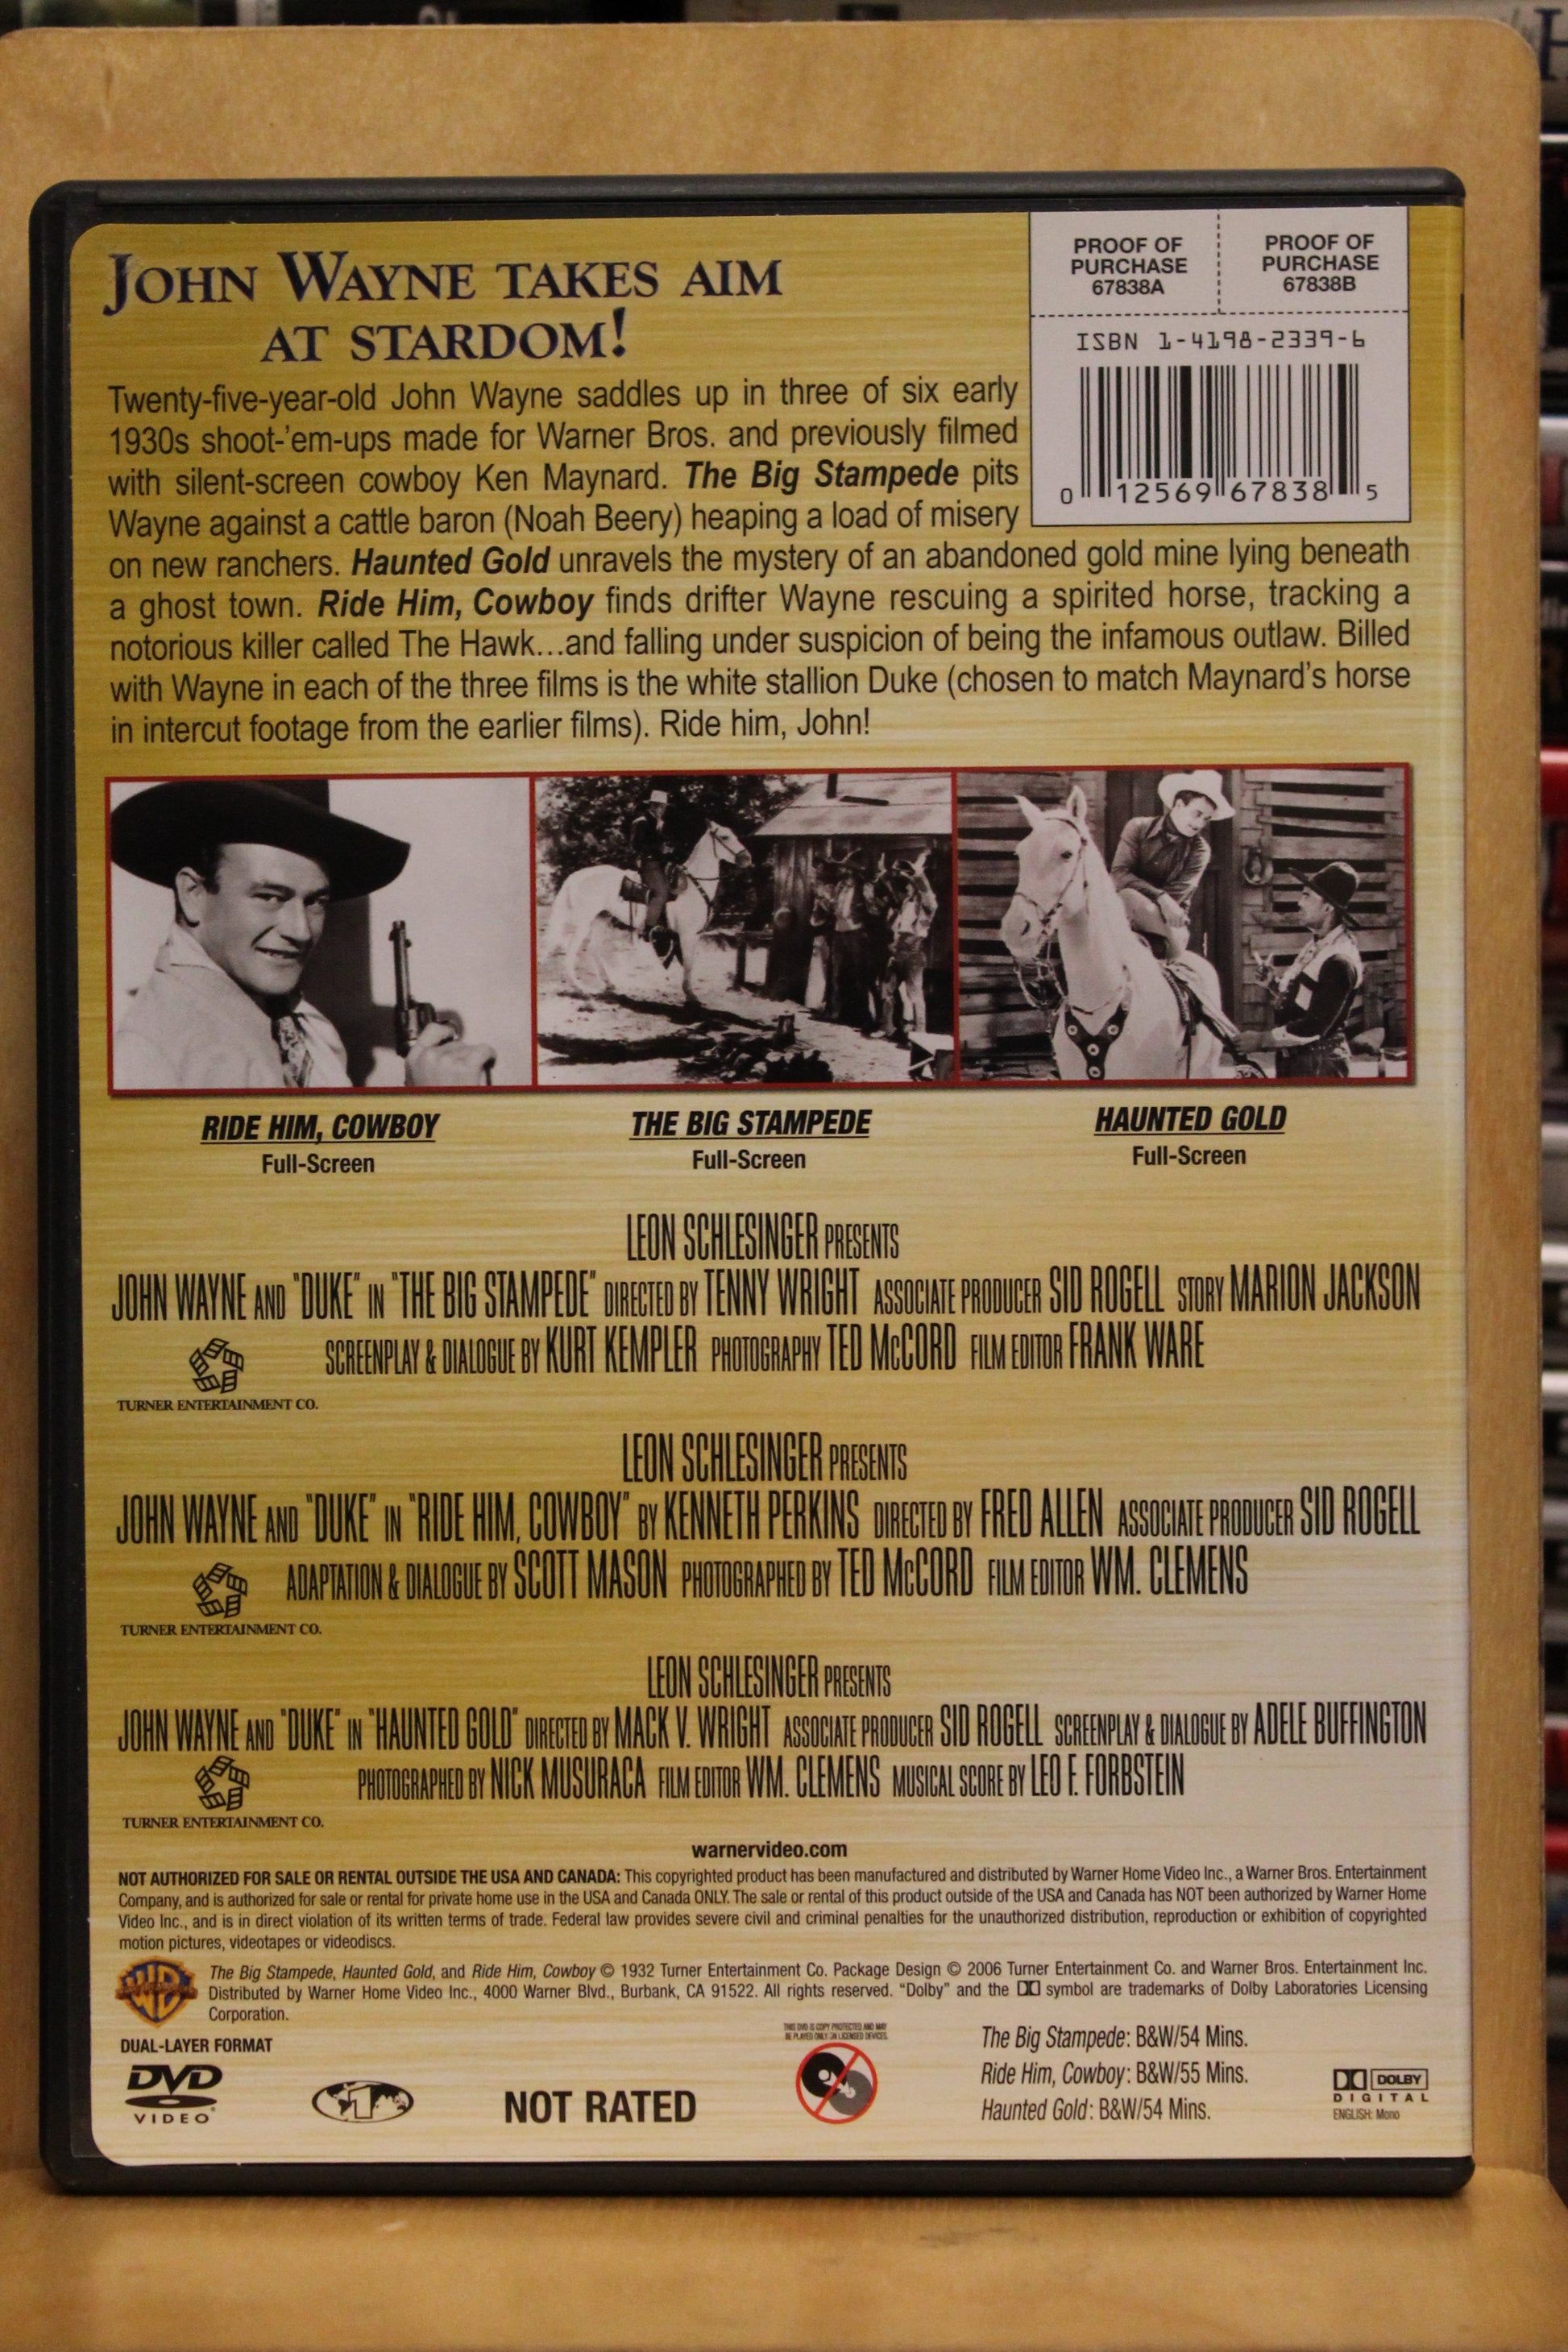 JOHN WAYNE TAKES AIM
AT STARDOM!
PROOF OF
PURCHASE
67838A
PROOF OF
PURCHASE
67838B
ISBN 1-4198-2339-6
0 12569 67838 5
Twenty-five-year-old John Wayne saddles up in three of six early
1930s shoot-'em-ups made for Warner Bros. and previously filmed
with silent-screen cowboy Ken Maynard. The Big Stampede pits
Wayne against a cattle baron (Noah Beery) heaping a load of misery
on new ranchers. Haunted Gold unravels the mystery of an abandoned gold mine lying beneath
a ghost town. Ride Him, Cowboy finds drifter Wayne rescuing a spirited horse, tracking a
notorious killer called The Hawk...and falling under suspicion of being the infamous outlaw. Billed
with Wayne in each of the three films is the white stallion Duke (chosen to match Maynard's horse
in intercut footage from the earlier films). Ride him, John!
RIDE HIM, COWBOY
Full-Screen
THE BIG STAMPEDE
Full-Screen
HAUNTED GOLD
Full-Screen
LEON SCHLESINGER PRESENTS
JOHN WAYNE AND "DUKE" IN "THE BIG STAMPEDE" DIRECTED BY TENNY WRIGHT ASSOCIATE PRODUCER SID ROGELL STORY MARION JACKSON
SCREENPLAY & DIALOGUE BY KURT KEMPLER PHOTOGRAPHY TED McCORD FILM EDITOR FRANK WARE
TURNER ENTERTAINMENT CO.
LEON SCHLESINGER PRESENTS
JOHN WAYNE AND "DUKE" IN "RIDE HIM, COWBOY" BY KENNETH PERKINS DIRECTED BY FRED ALLEN ASSOCIATE PRODUCER SID ROGELL
ADAPTATION & DIALOGUE BY SCOTT MASON PHOTOGRAPHED BY TED McCORD FILM EDITOR WM. CLEMENS
TURNER ENTERTAINMENT CO.
LEON SCHLESINGER PRESENTS
JOHN WAYNE AND "DUKE" IN "HAUNTED GOLD" DIRECTED BY MACK V. WRIGHT ASSOCIATE PRODUCER SID ROGELL SCREENPLAY & DIALOGUE BY ADELE BUFFINGTON
PHOTOGRAPHED BY NICK MUSURACA FILM EDITOR WM. CLEMENS MUSICAL SCORE BY LEO F. FORBSTEIN
TURNER ENTERTAINMENT CO.
warnervideo.com
NOT AUTHORIZED FOR SALE OR RENTAL OUTSIDE THE USA AND CANADA: This copyrighted product has been manufactured and distributed by Warner Home Video Inc., a Warner Bros. Entertainment
Company, and is authorized for sale or rental for private home use in the USA and Canada ONLY. The sale or rental of this product outside of the USA and Canada has NOT been authorized by Warner Home
Video Inc., and is in direct violation of its written terms of trade. Federal law provides severe civil and criminal penalties for the unauthorized distribution, reproduction or exhibition of copyrighted
motion pictures, videotapes or videodiscs.
WB
The Big Stampede, Haunted Gold, and Ride Him, Cowboy © 1932 Turner Entertainment Co. Package Design © 2006 Turner Entertainment Co. and Warner Bros. Entertainment Inc.
Distributed by Warner Home Video Inc., 4000 Warner Blvd., Burbank, CA 91522. All rights reserved. "Dolby" and the DD symbol are trademarks of Dolby Laboratories Licensing
Corporation.
DUAL-LAYER FORMAT
DVD
VIDEO
1
NOT RATED
THIS DVD IS COPY PROTECTED AND MAY
BE PLAYED ONLY ON LICENSED DEVICES.
The Big Stampede: B&W/54 Mins.
Ride Him, Cowboy: B&W/55 Mins.
Haunted Gold: B&W/54 Mins.
DOLBY
DIGITAL
ENGLISH: Mono